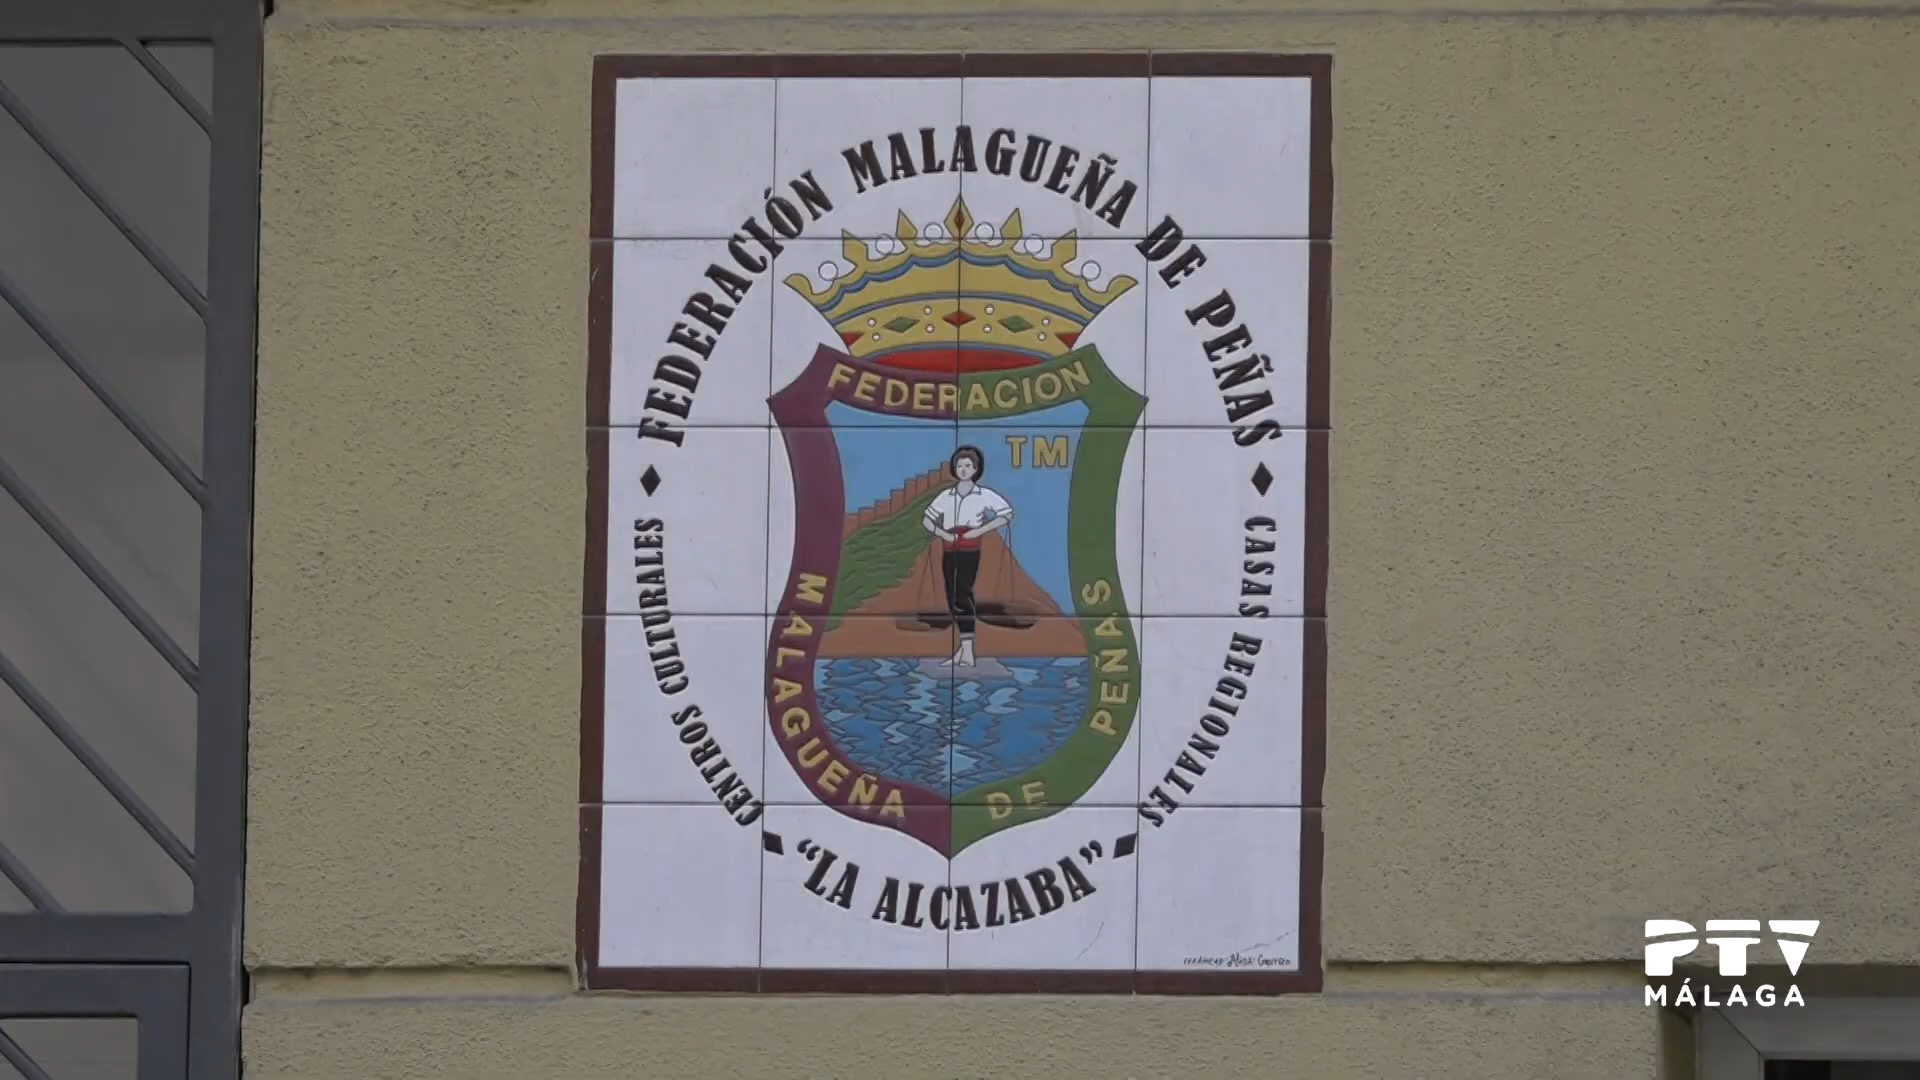 FEDERACIÓN MALAGUEÑA DE PEÑAS
CENTROS CULTURALES
CASAS REGIONALES
"LA ALCAZABA"
FEDERACION
MALAGUEÑA
DE PEÑAS
TM
PTV
MÁLAGA